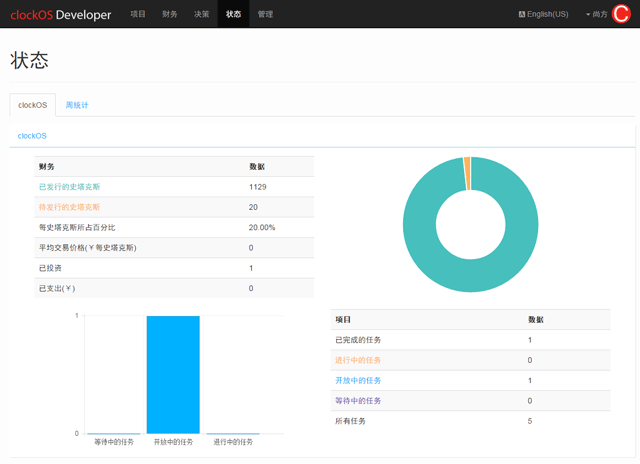 clockOS Developer 项目 财务 决策 状态 管理 English(US) 尚方
状态
clockOS 周统计
clockOS
财务 数据
已发行的史塔克斯 1129
待发行的史塔克斯 20
每史塔克斯所占百分比 20.00%
平均交易价格(￥每史塔克斯) 0
已投资 1
已支出(￥) 0
1
0
等待中的任务 开放中的任务 进行中的任务
项目 数据
已完成的任务 1
进行中的任务 0
开放中的任务 1
等待中的任务 0
所有任务 5